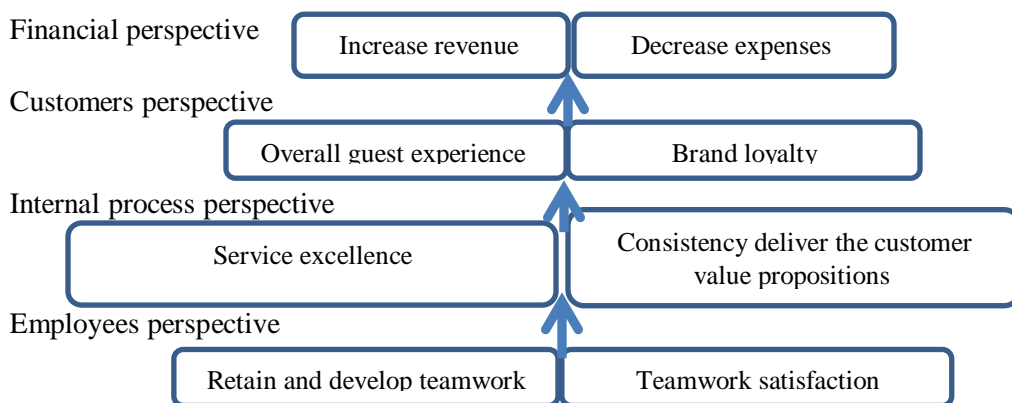 Financial perspective
Increase revenue
Decrease expenses
Customers perspective
Overall guest experience
Brand loyalty
Internal process perspective
Service excellence
Consistency deliver the customer
value propositions
Employees perspective
Retain and develop teamwork
Teamwork satisfaction